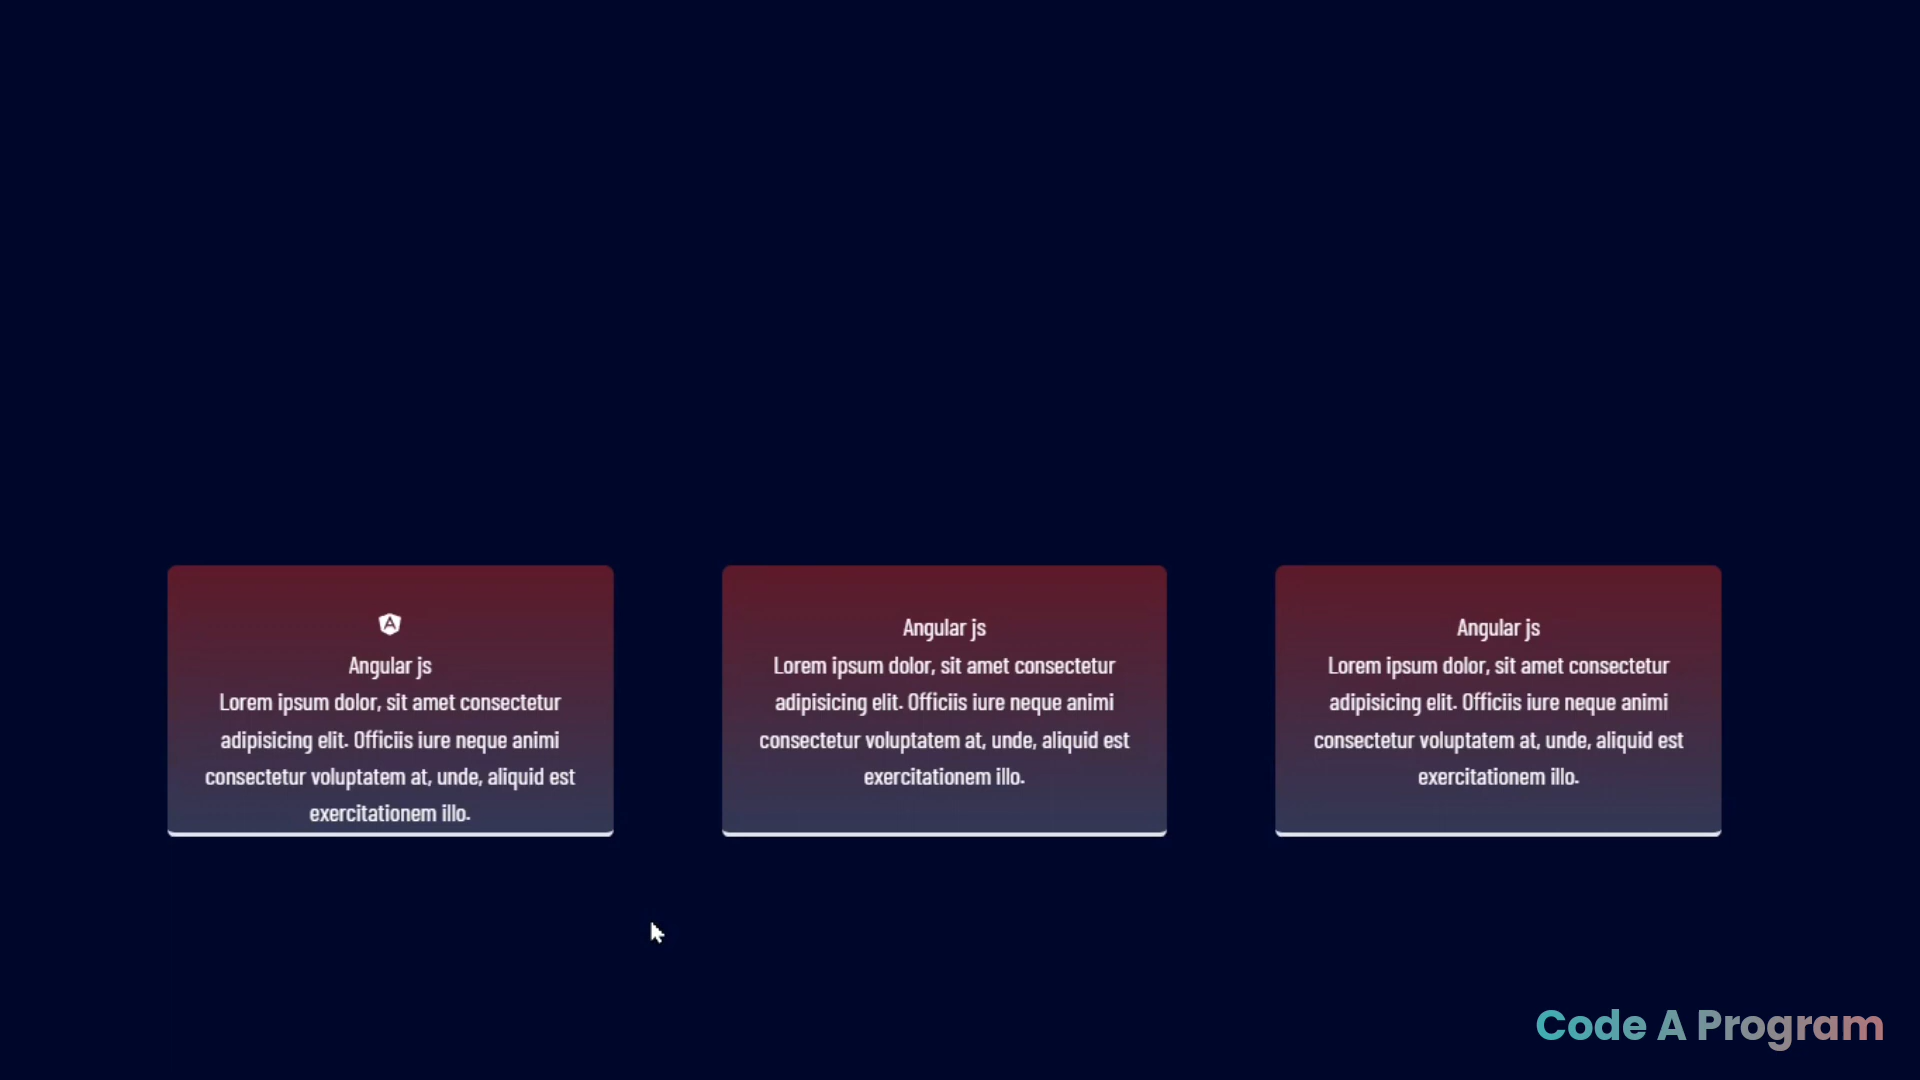 Angular js
Lorem ipsum dolor, sit amet consectetur
adipisicing elit. Officiis iure neque animi
consectetur voluptatem at, unde, aliquid est
exercitationem illo.
Angular js
Lorem ipsum dolor, sit amet consectetur
adipisicing elit. Officiis iure neque animi
consectetur voluptatem at, unde, aliquid est
exercitationem illo.
Angular js
Lorem ipsum dolor, sit amet consectetur
adipisicing elit. Officiis iure neque animi
consectetur voluptatem at, unde, aliquid est
exercitationem illo.
Code A Program